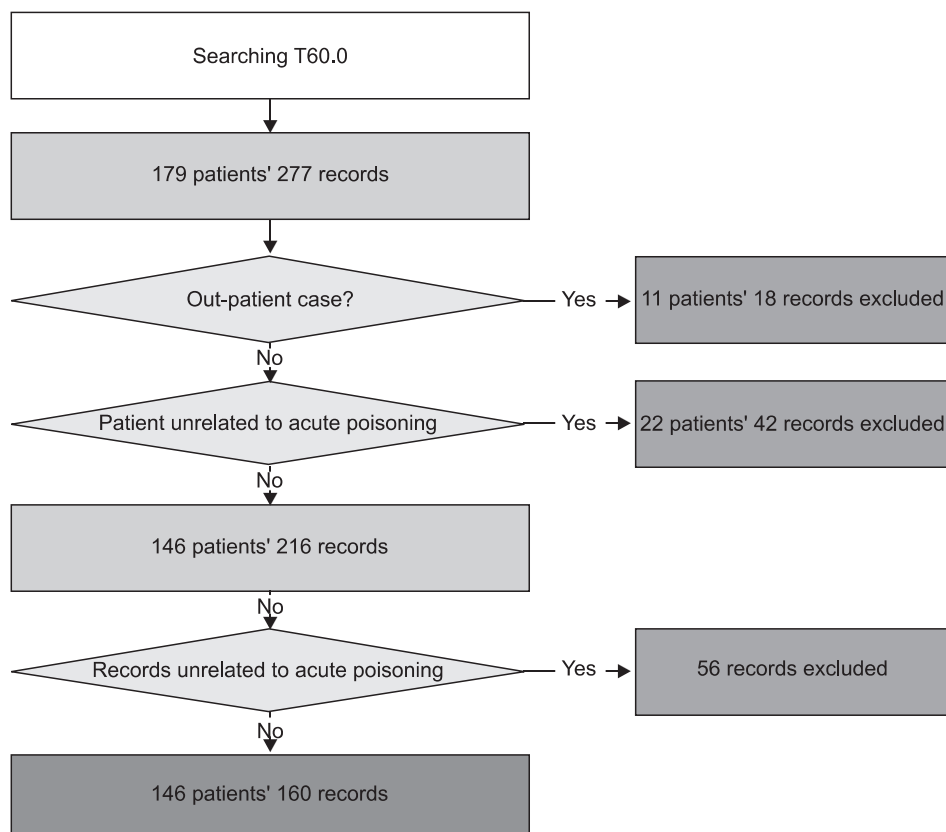 Searching T60.0
179 patients' 277 records
Out-patient case?
Yes
11 patients' 18 records excluded
No
Patient unrelated to acute poisoning
Yes
22 patients' 42 records excluded
No
146 patients' 216 records
No
Records unrelated to acute poisoning
Yes
56 records excluded
No
146 patients' 160 records